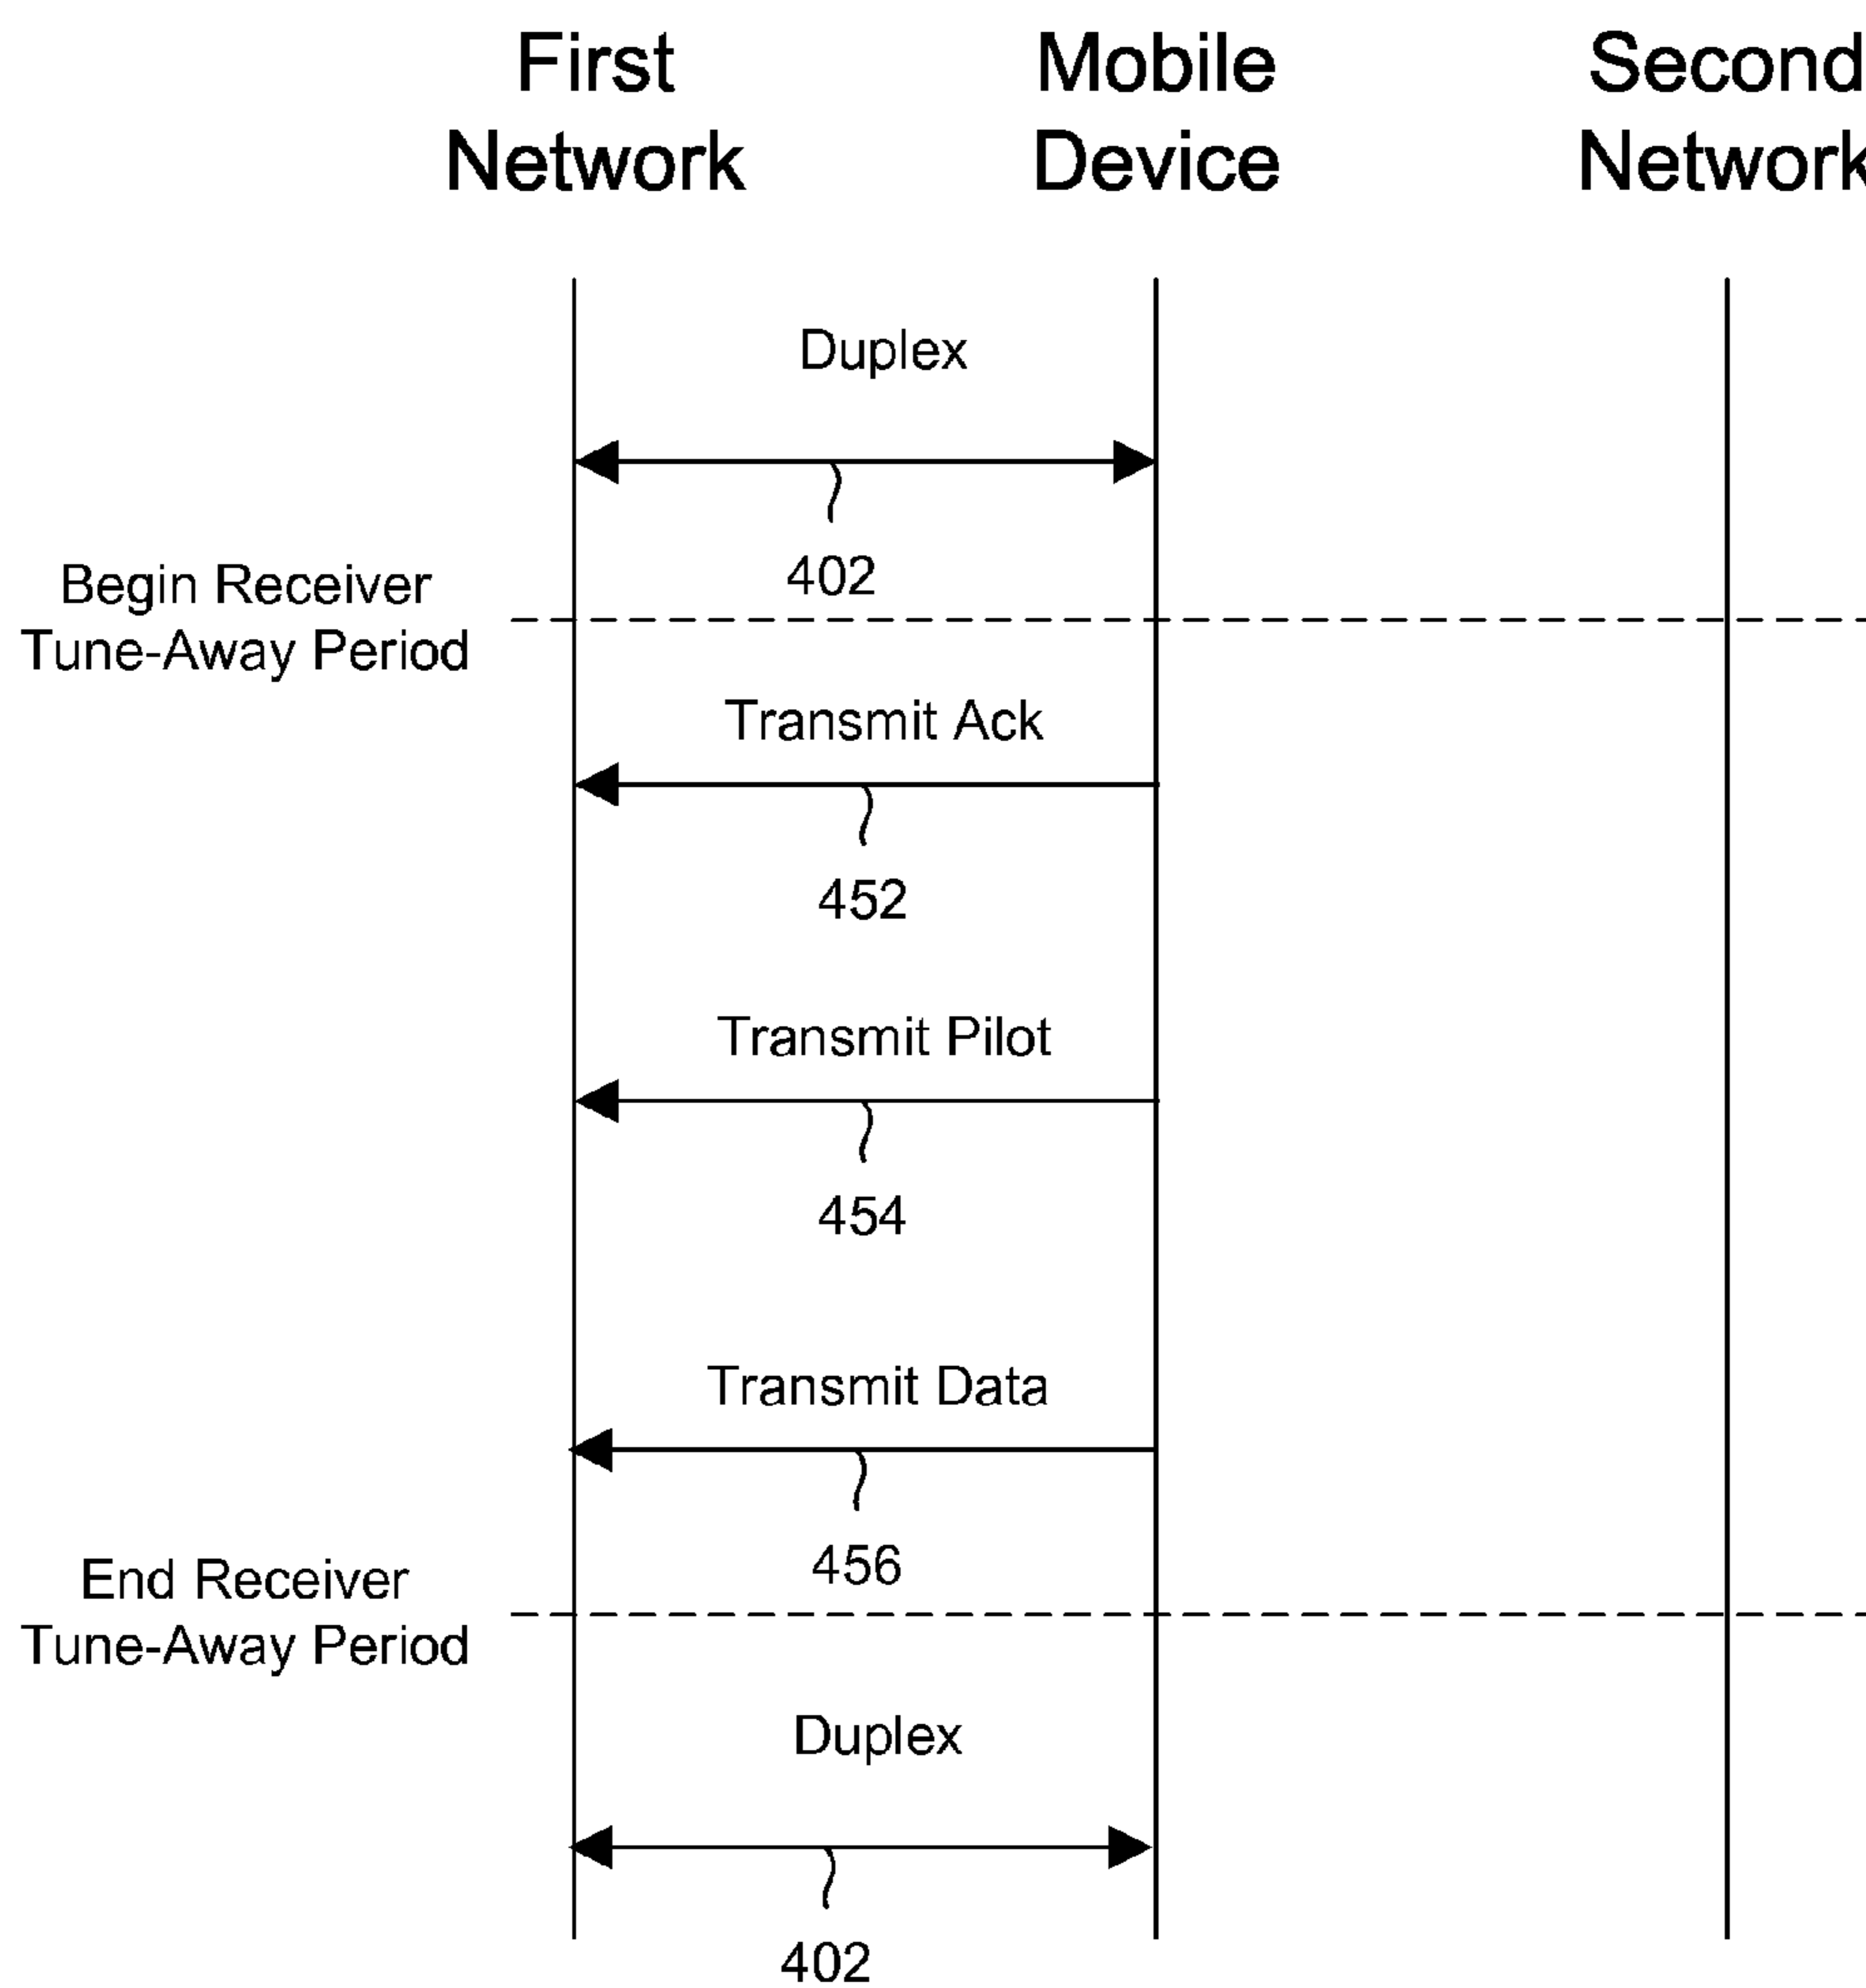 First
Network
Mobile
Device
Second
Network
Duplex
402
Begin Receiver
Tune-Away Period
Transmit Ack
452
Transmit Pilot
454
Transmit Data
456
End Receiver
Tune-Away Period
Duplex
402